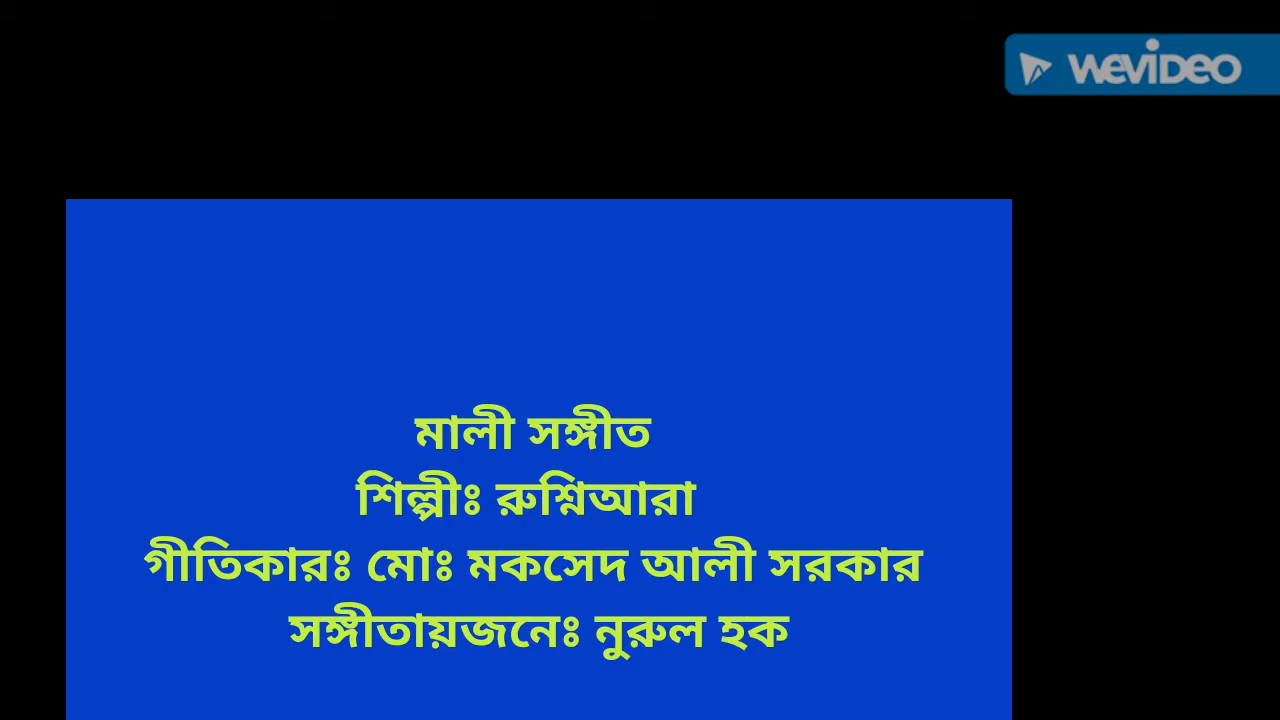 WEVIDEO
মালী সঙ্গীত
শিল্পীঃ রুশ্নিআরা
গীতিকারঃ মোঃ মকসেদ আলী সরকার
সঙ্গীতায়জনেঃ নুরুল হক